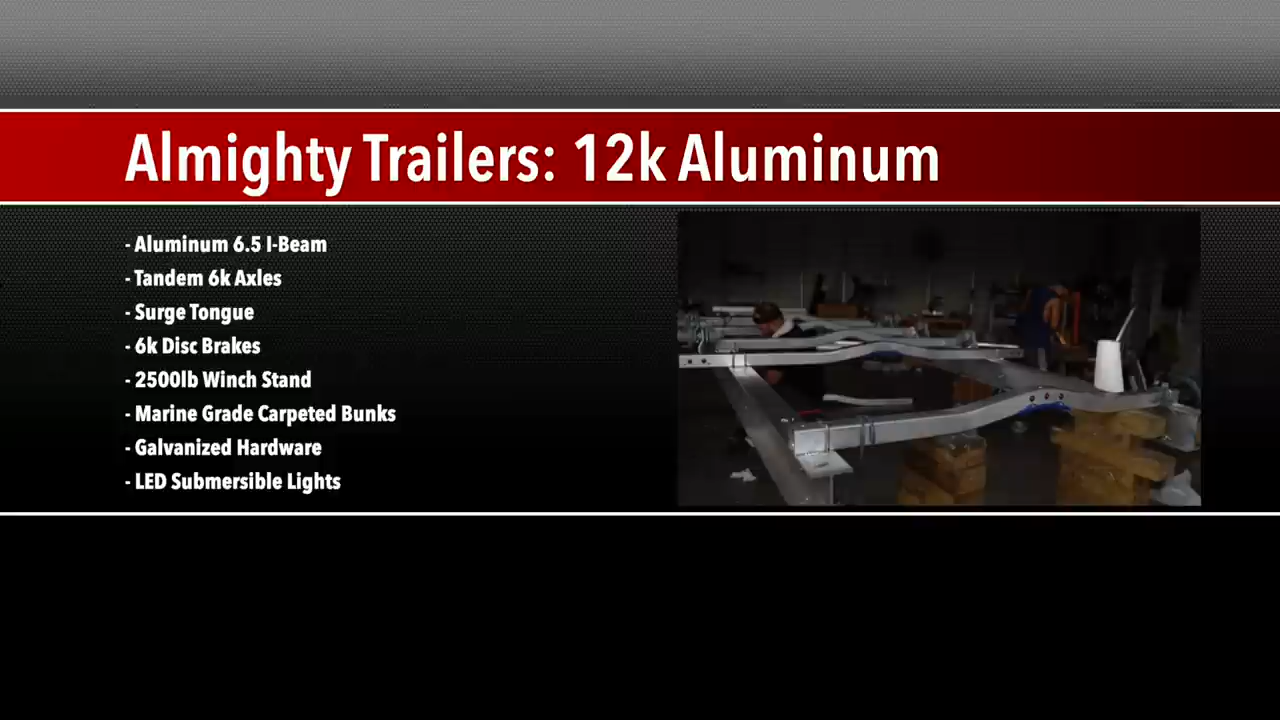 Almighty Trailers: 12k Aluminum
- Aluminum 6.5 I-Beam
- Tandem 6k Axles
- Surge Tongue
- 6k Disc Brakes
- 2500lb Winch Stand
- Marine Grade Carpeted Bunks
- Galvanized Hardware
- LED Submersible Lights